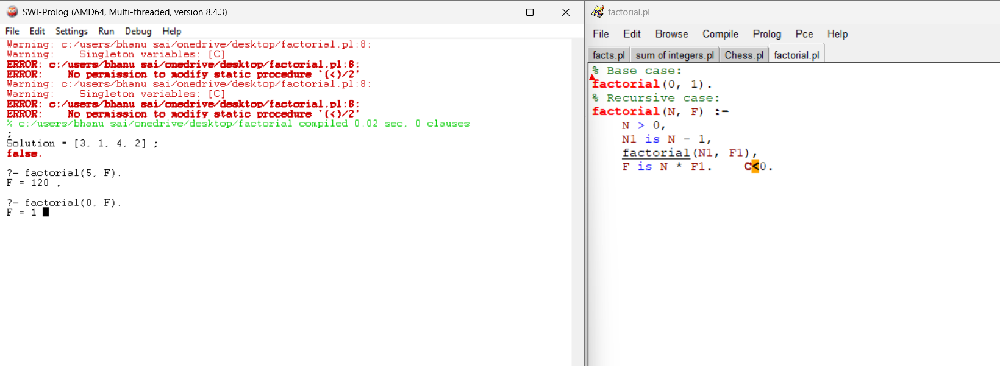 SWI-Prolog (AMD64, Multi-threaded, version 8.4.3)
File Edit Settings Run Debug Help
Warning: c:/users/bhanu sai/onedrive/desktop/factorial.pl:8:
Warning:    Singleton variables: [C]
ERROR: c:/users/bhanu sai/onedrive/desktop/factorial.pl:8:
ERROR:    No permission to modify static procedure `(<)/2'
Warning: c:/users/bhanu sai/onedrive/desktop/factorial.pl:8:
Warning:    Singleton variables: [C]
ERROR: c:/users/bhanu sai/onedrive/desktop/factorial.pl:8:
ERROR:    No permission to modify static procedure `(<)/2'
% c:/users/bhanu sai/onedrive/desktop/factorial compiled 0.02 sec, 0 clauses
;
Solution = [3, 1, 4, 2] ;
false.
?- factorial(5, F).
F = 120 .
?- factorial(0, F).
F = 1
factorial.pl
File Edit Browse Compile Prolog Pce Help
facts.pl sum of integers.pl Chess.pl factorial.pl
% Base case:
factorial(0, 1).
% Recursive case:
factorial(N, F) :-
    N > 0,
    N1 is N - 1,
    factorial(N1, F1),
    F is N * F1.    C<0.